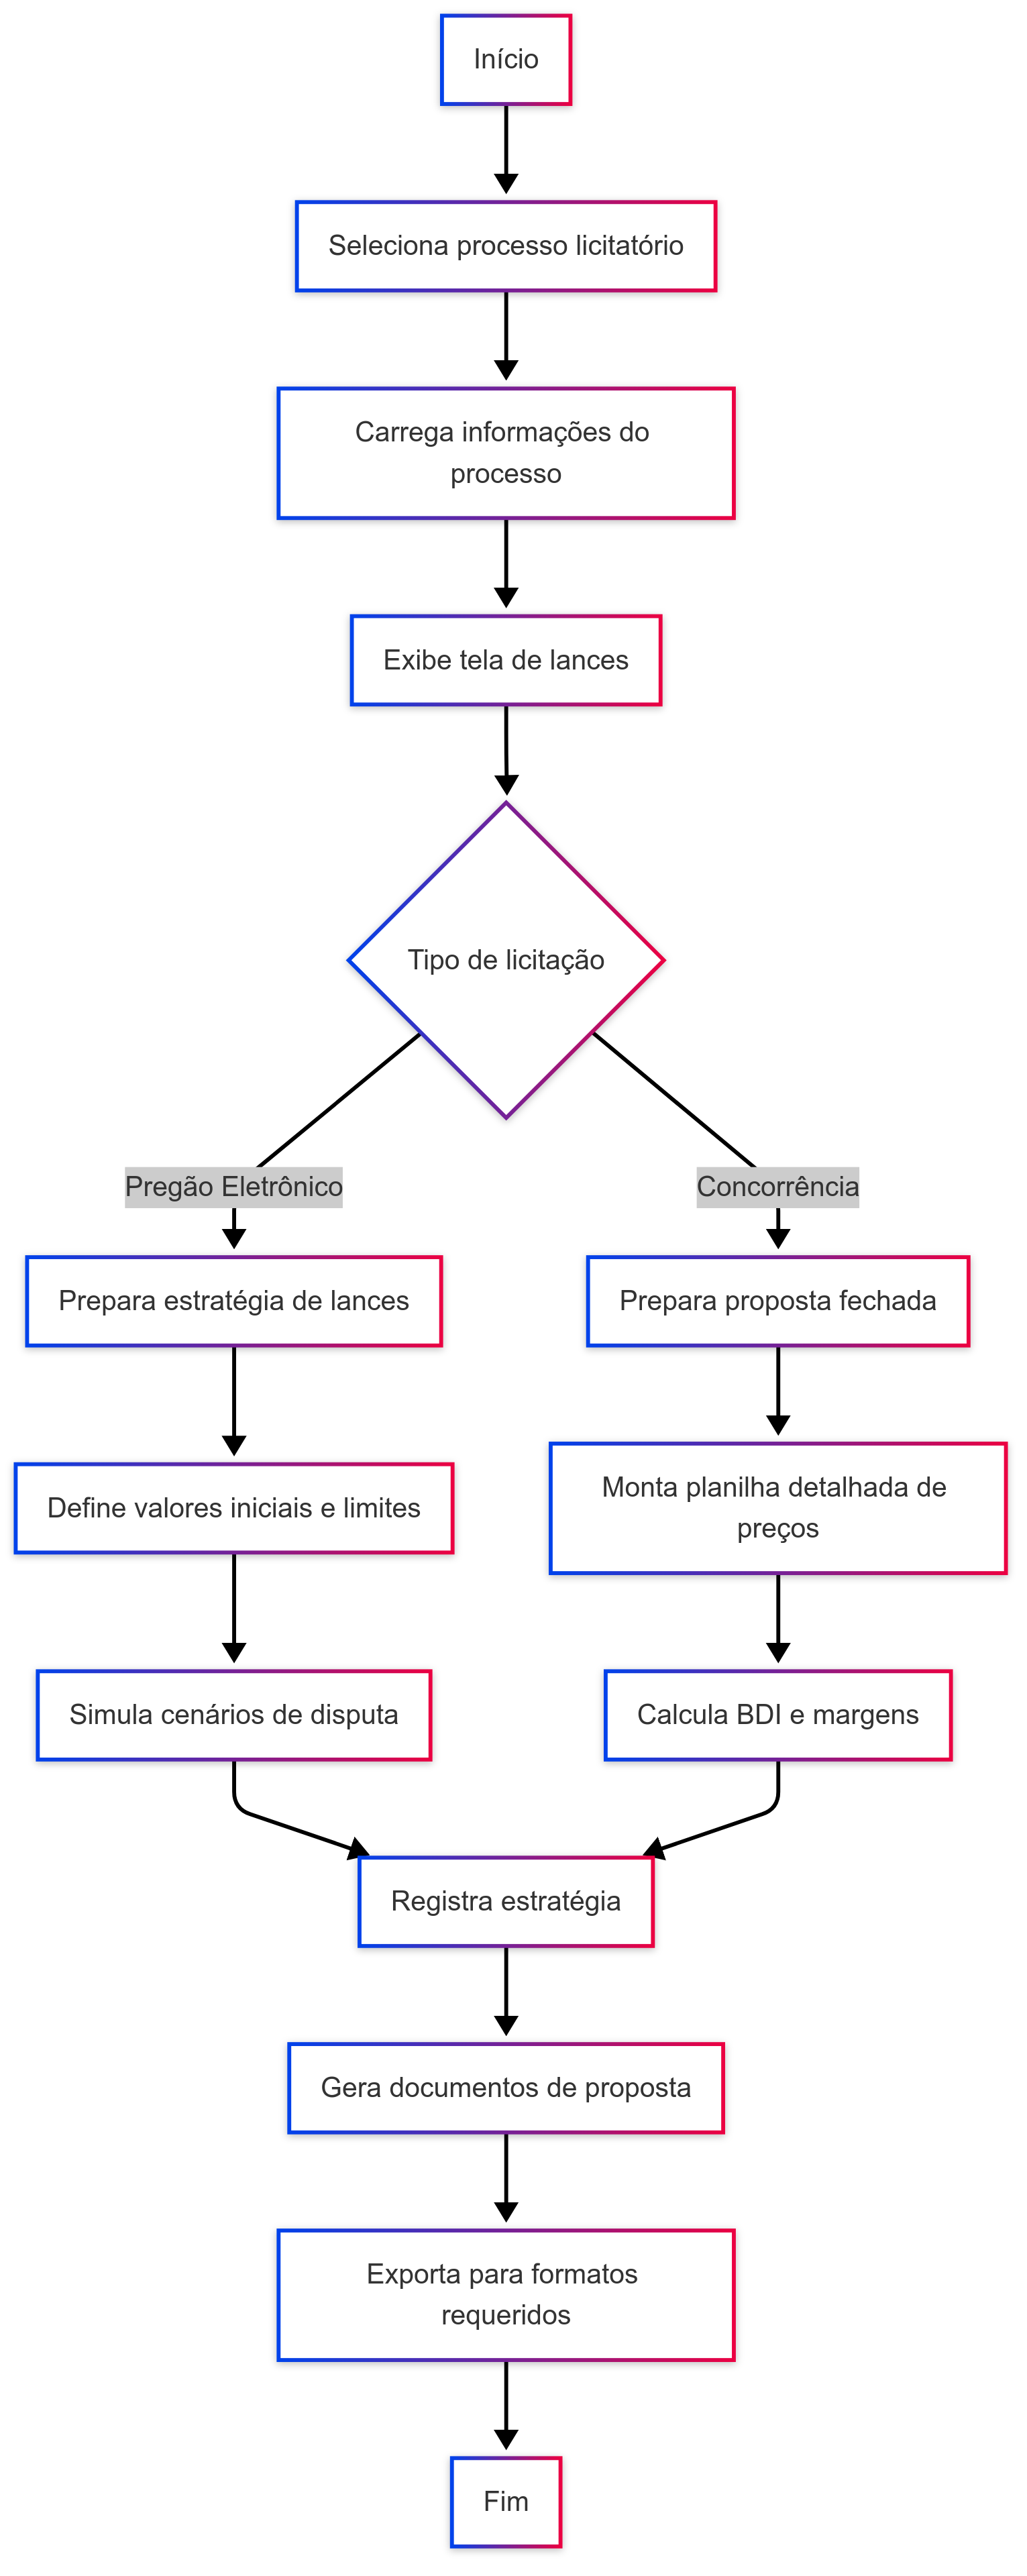 Início
Seleciona processo licitatório
Carrega informações do
processo
Exibe tela de lances
Tipo de licitação
Pregão Eletrônico
Concorrência
Prepara estratégia de lances
Prepara proposta fechada
Define valores iniciais e limites
Monta planilha detalhada de
preços
Simula cenários de disputa
Calcula BDI e margens
Registra estratégia
Gera documentos de proposta
Exporta para formatos
requeridos
Fim